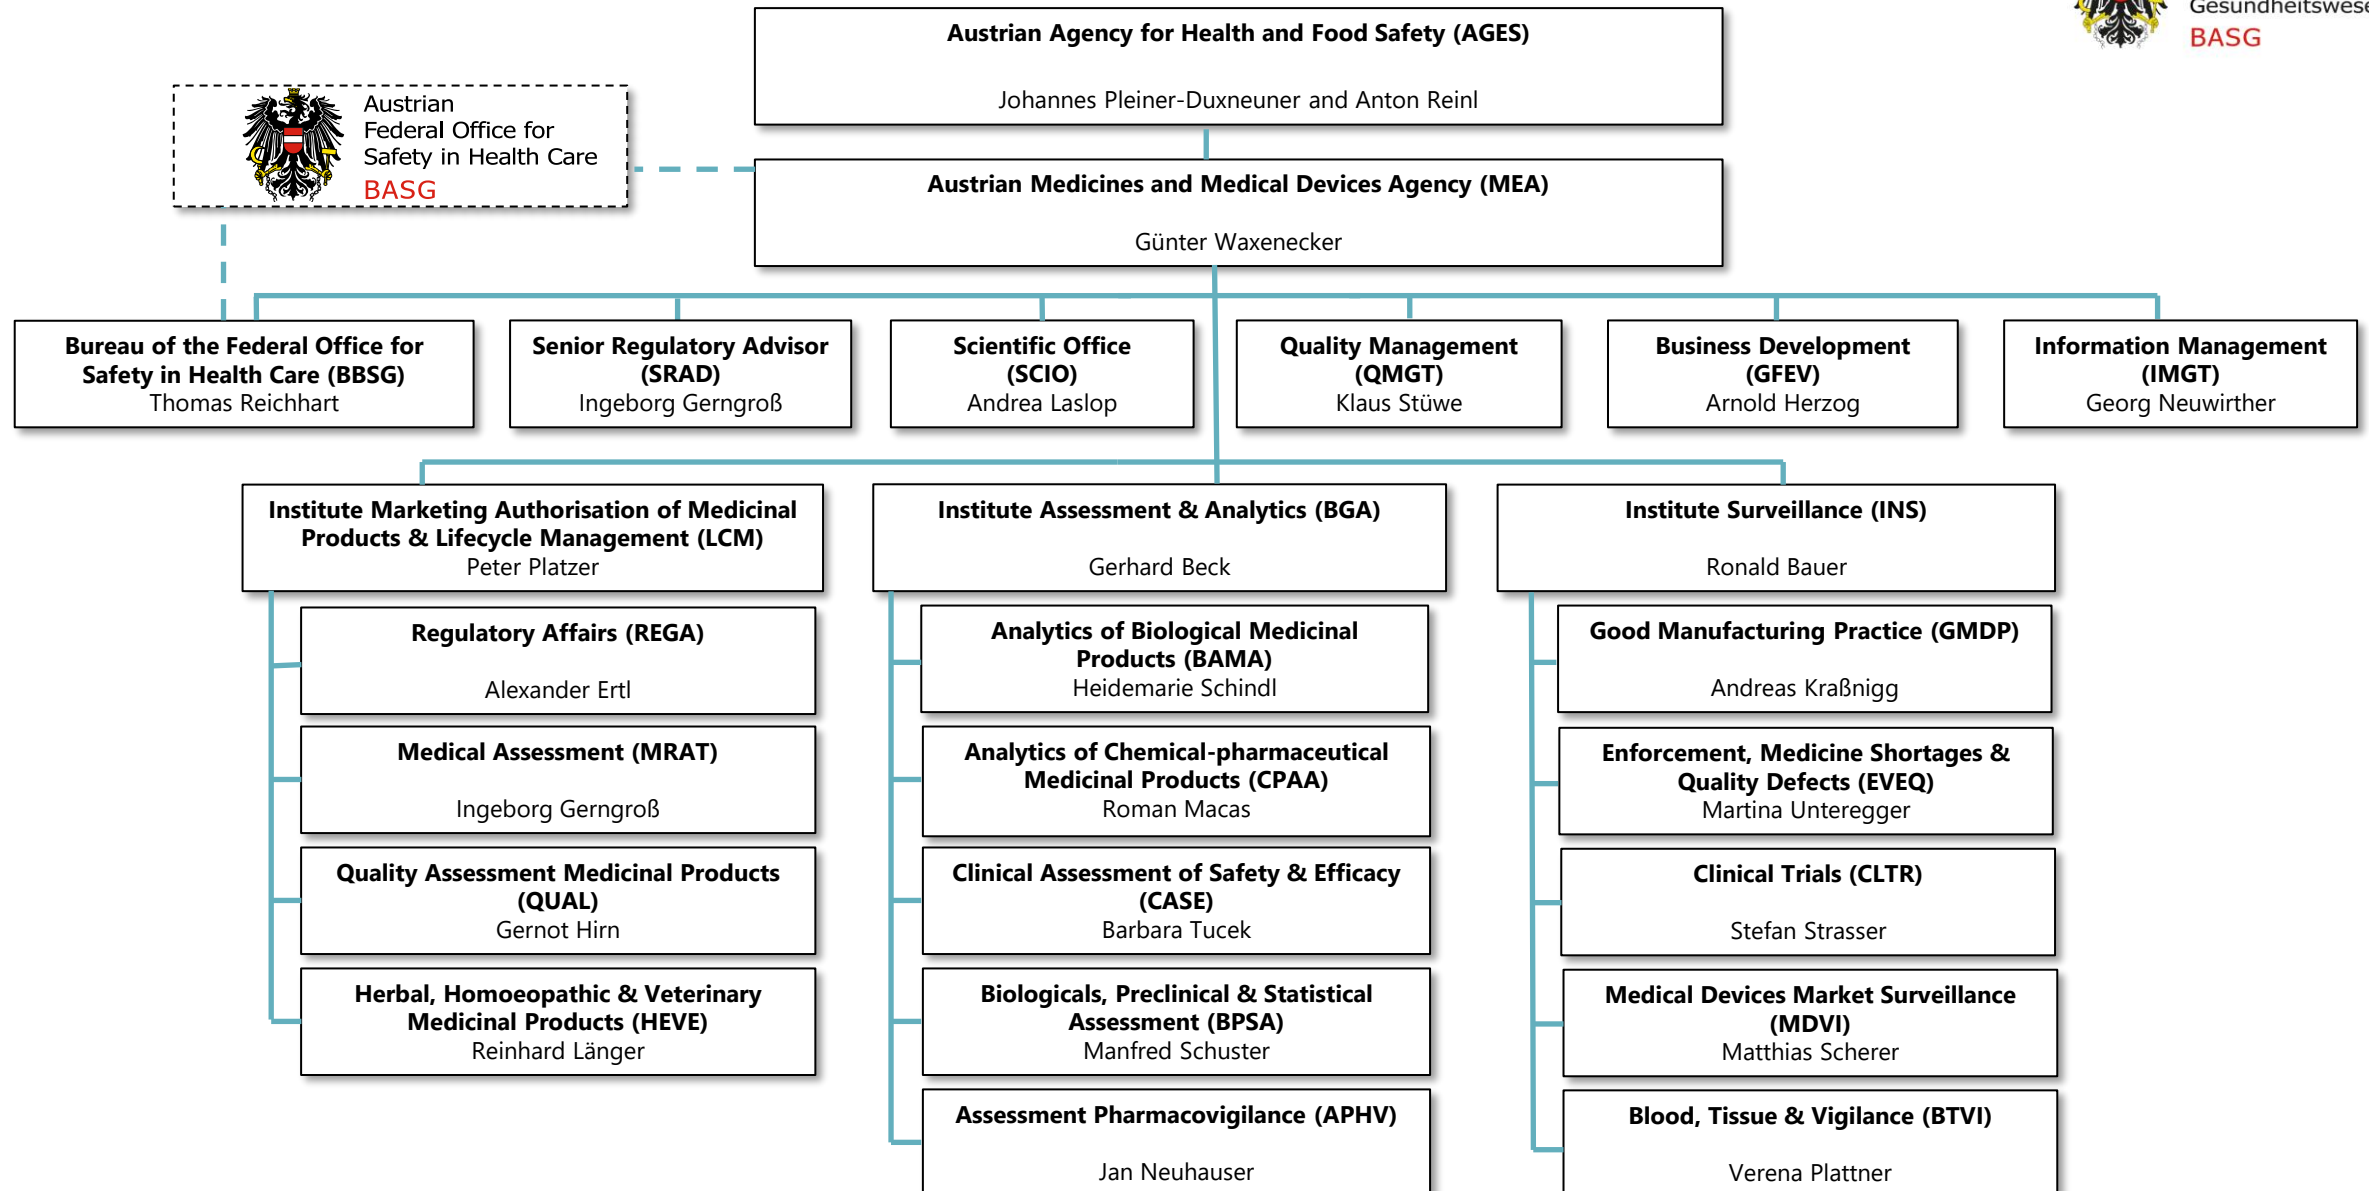 Gesundheitswese
BASG
Austrian Agency for Health and Food Safety (AGES)
Johannes Pleiner-Duxneuner and Anton Reinl
Austrian
Federal Office for
Safety in Health Care
BASG
Austrian Medicines and Medical Devices Agency (MEA)
Günter Waxenecker
Bureau of the Federal Office for
Safety in Health Care (BBSG)
Thomas Reichhart
Senior Regulatory Advisor
(SRAD)
Ingeborg Gerngroß
Scientific Office
(SCIO)
Andrea Laslop
Quality Management
(QMGT)
Klaus Stüwe
Business Development
(GFEV)
Arnold Herzog
Information Management
(IMGT)
Georg Neuwirther
Institute Marketing Authorisation of Medicinal
Products & Lifecycle Management (LCM)
Peter Platzer
Regulatory Affairs (REGA)
Alexander Ertl
Medical Assessment (MRAT)
Ingeborg Gerngroß
Quality Assessment Medicinal Products
(QUAL)
Gernot Hirn
Herbal, Homoeopathic & Veterinary
Medicinal Products (HEVE)
Reinhard Länger
Institute Assessment & Analytics (BGA)
Gerhard Beck
Analytics of Biological Medicinal
Products (BAMA)
Heidemarie Schindl
Analytics of Chemical-pharmaceutical
Medicinal Products (CPAA)
Roman Macas
Clinical Assessment of Safety & Efficacy
(CASE)
Barbara Tucek
Biologicals, Preclinical & Statistical
Assessment (BPSA)
Manfred Schuster
Assessment Pharmacovigilance (APHV)
Jan Neuhauser
Institute Surveillance (INS)
Ronald Bauer
Good Manufacturing Practice (GMDP)
Andreas Kraßnigg
Enforcement, Medicine Shortages &
Quality Defects (EVEQ)
Martina Unteregger
Clinical Trials (CLTR)
Stefan Strasser
Medical Devices Market Surveillance
(MDVI)
Matthias Scherer
Blood, Tissue & Vigilance (BTVI)
Verena Plattner